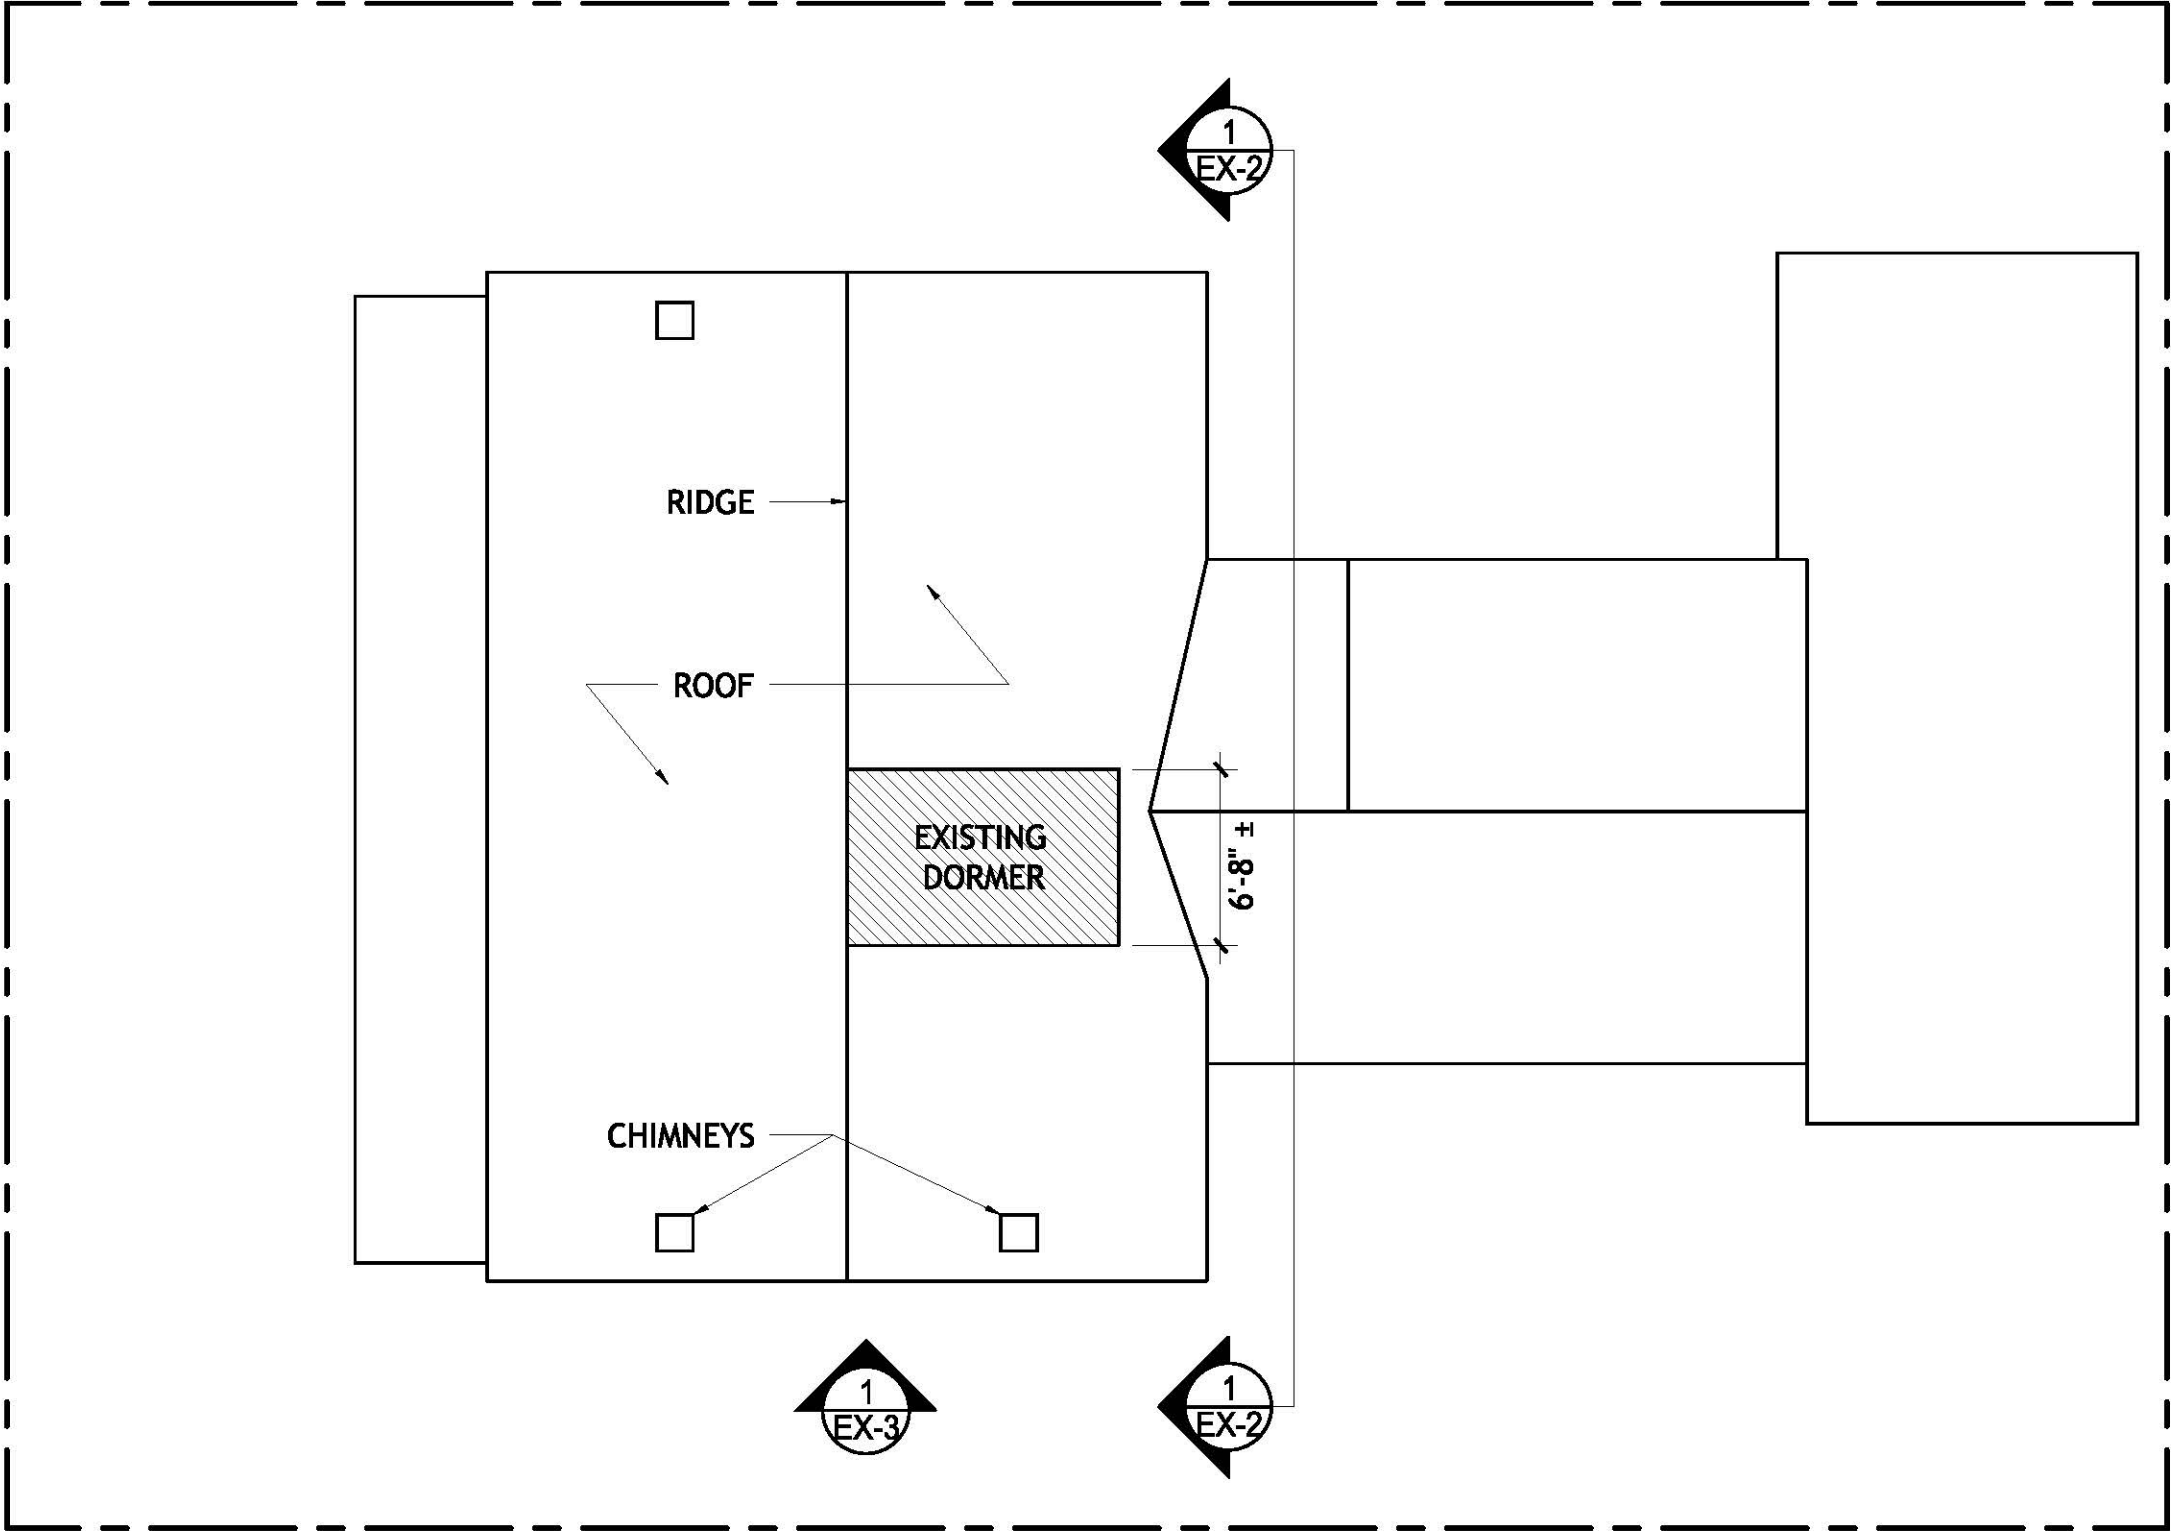 1
EX-2
RIDGE
ROOF
EXISTING
DORMER
6'-8" ±
CHIMNEYS
1
EX-3
1
EX-2